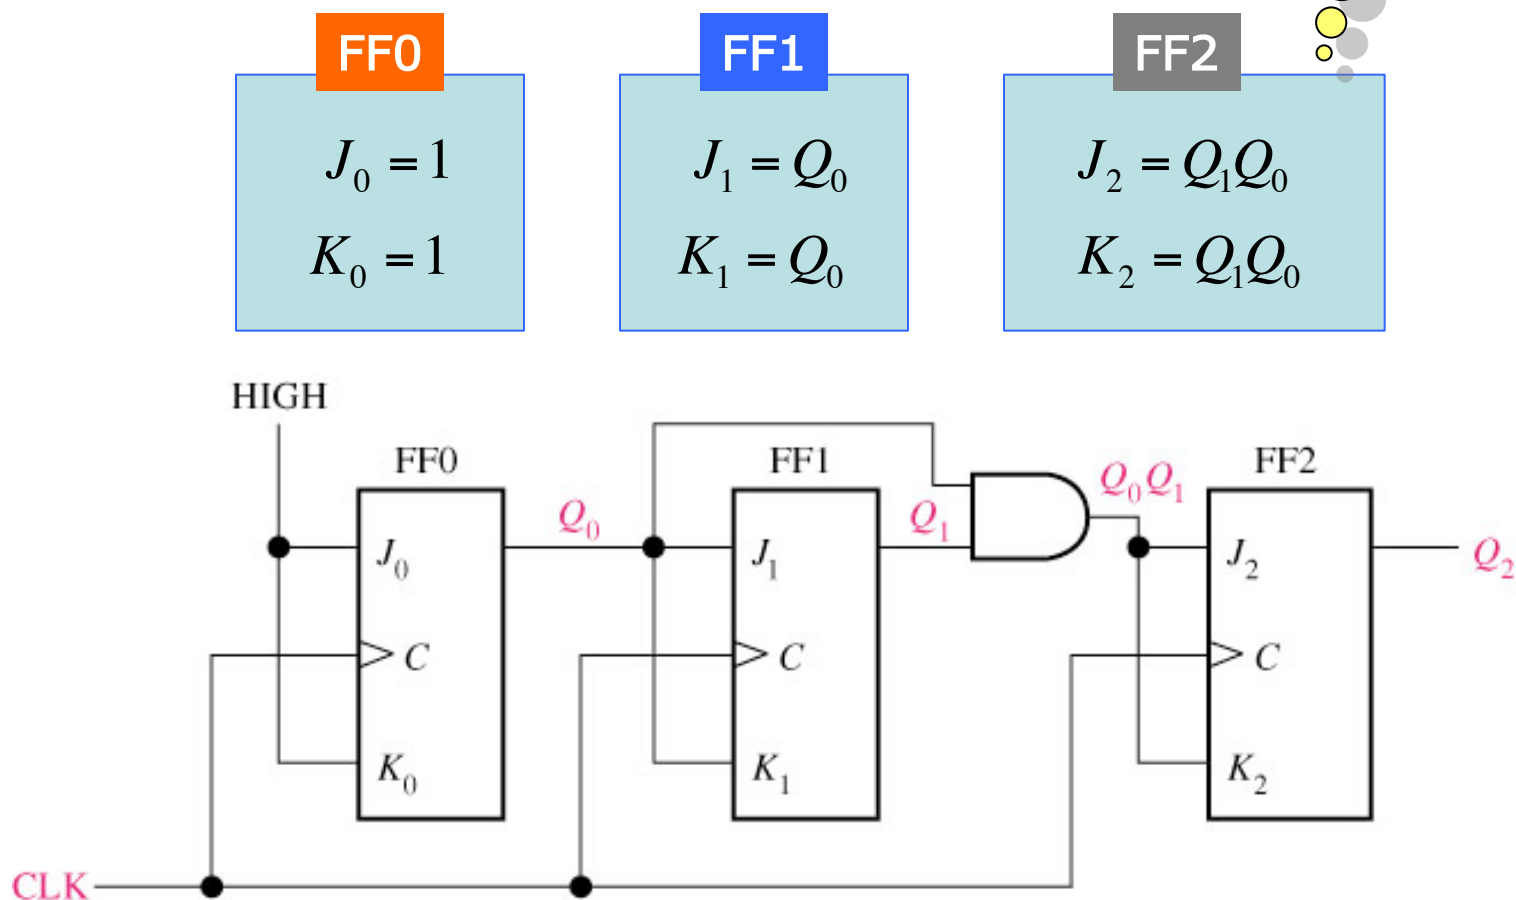 FF0 FF1 FF2
J₀ = 1 J₁ = Q₀ J₂ = Q₁Q₀
K₀ = 1 K₁ = Q₀ K₂ = Q₁Q₀
HIGH
FF0 FF1 FF2
Q₀ Q₁ Q₀Q₁
J₀ J₁ J₂ Q₂
C C C
K₀ K₁ K₂
CLK